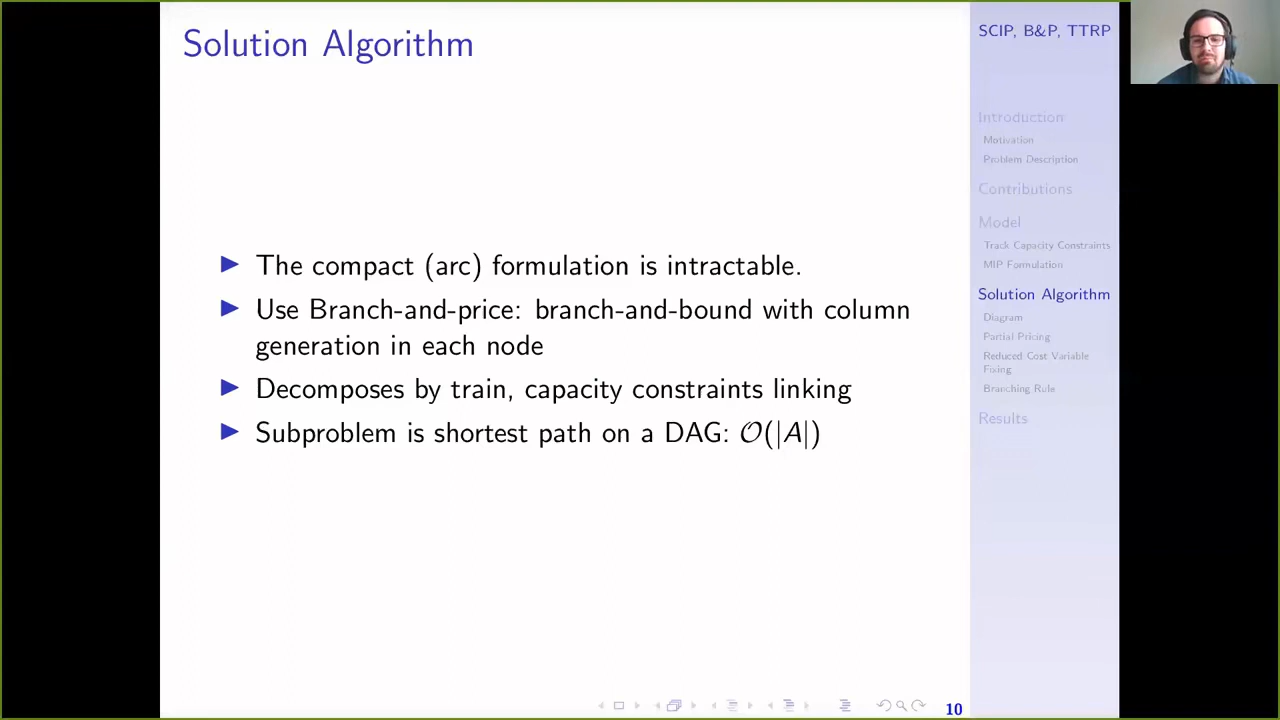 Solution Algorithm
▶ The compact (arc) formulation is intractable.
▶ Use Branch-and-price: branch-and-bound with column
generation in each node
▶ Decomposes by train, capacity constraints linking
▶ Subproblem is shortest path on a DAG: 𝒪(|A|)
SCIP, B&P, TTRP
Introduction
Motivation
Problem Description
Contributions
Model
Track Capacity Constraints
MIP Formulation
Solution Algorithm
Diagram
Partial Pricing
Reduced Cost Variable
Fixing
Branching Rule
Results
10